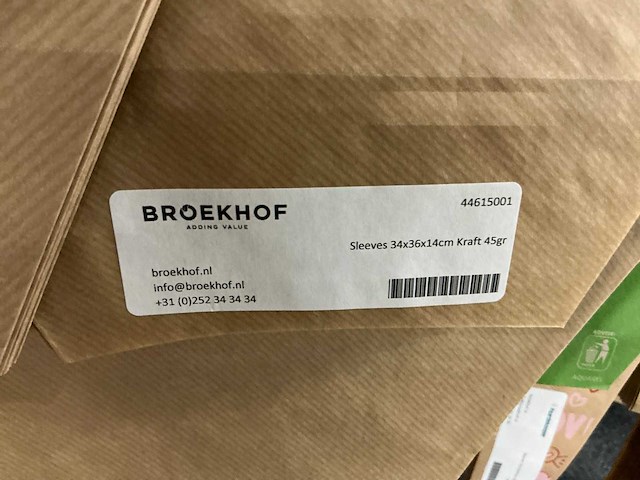 BROEKHOF
ADDING VALUE
44615001
Sleeves 34x36x14cm Kraft 45gr
broekhof.nl
info@broekhof.nl
+31 (0)252 34 34 34